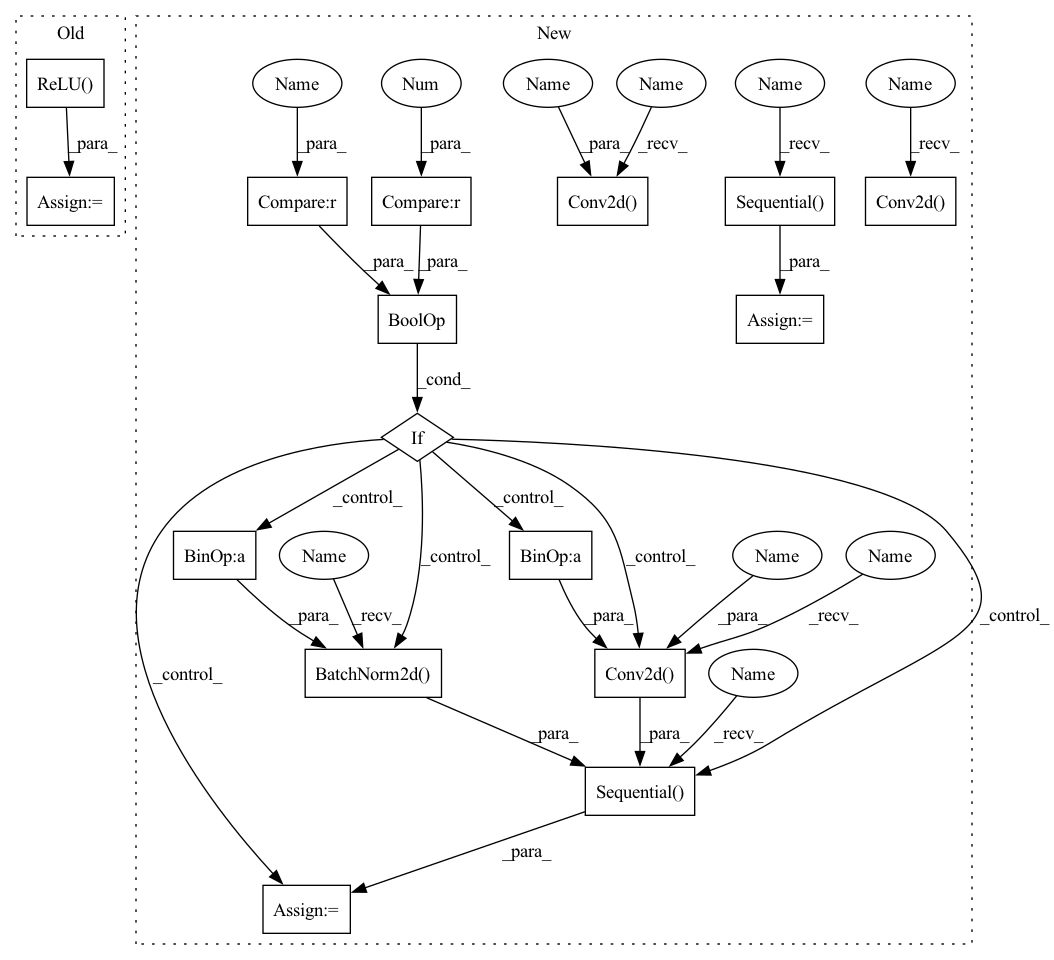 Old
New
ReLU()
Name
Num
Name
Name
Name
Name
_para_
_para_
_para_
_para_
_recv_
_recv_
_recv_
Assign:=
Compare:r
Compare:r
Conv2d()
Sequential()
Conv2d()
_para_
_para_
_para_
BoolOp
Assign:=
_cond_
If
_control_
_control_
BinOp:a
Name
_control_
BinOp:a
_control_
Name
Name
_para_
_recv_
_para_
_para_
_recv_
_control_
_control_
BatchNorm2d()
Conv2d()
Name
_para_
_para_
_recv_
Sequential()
_para_
Assign:=